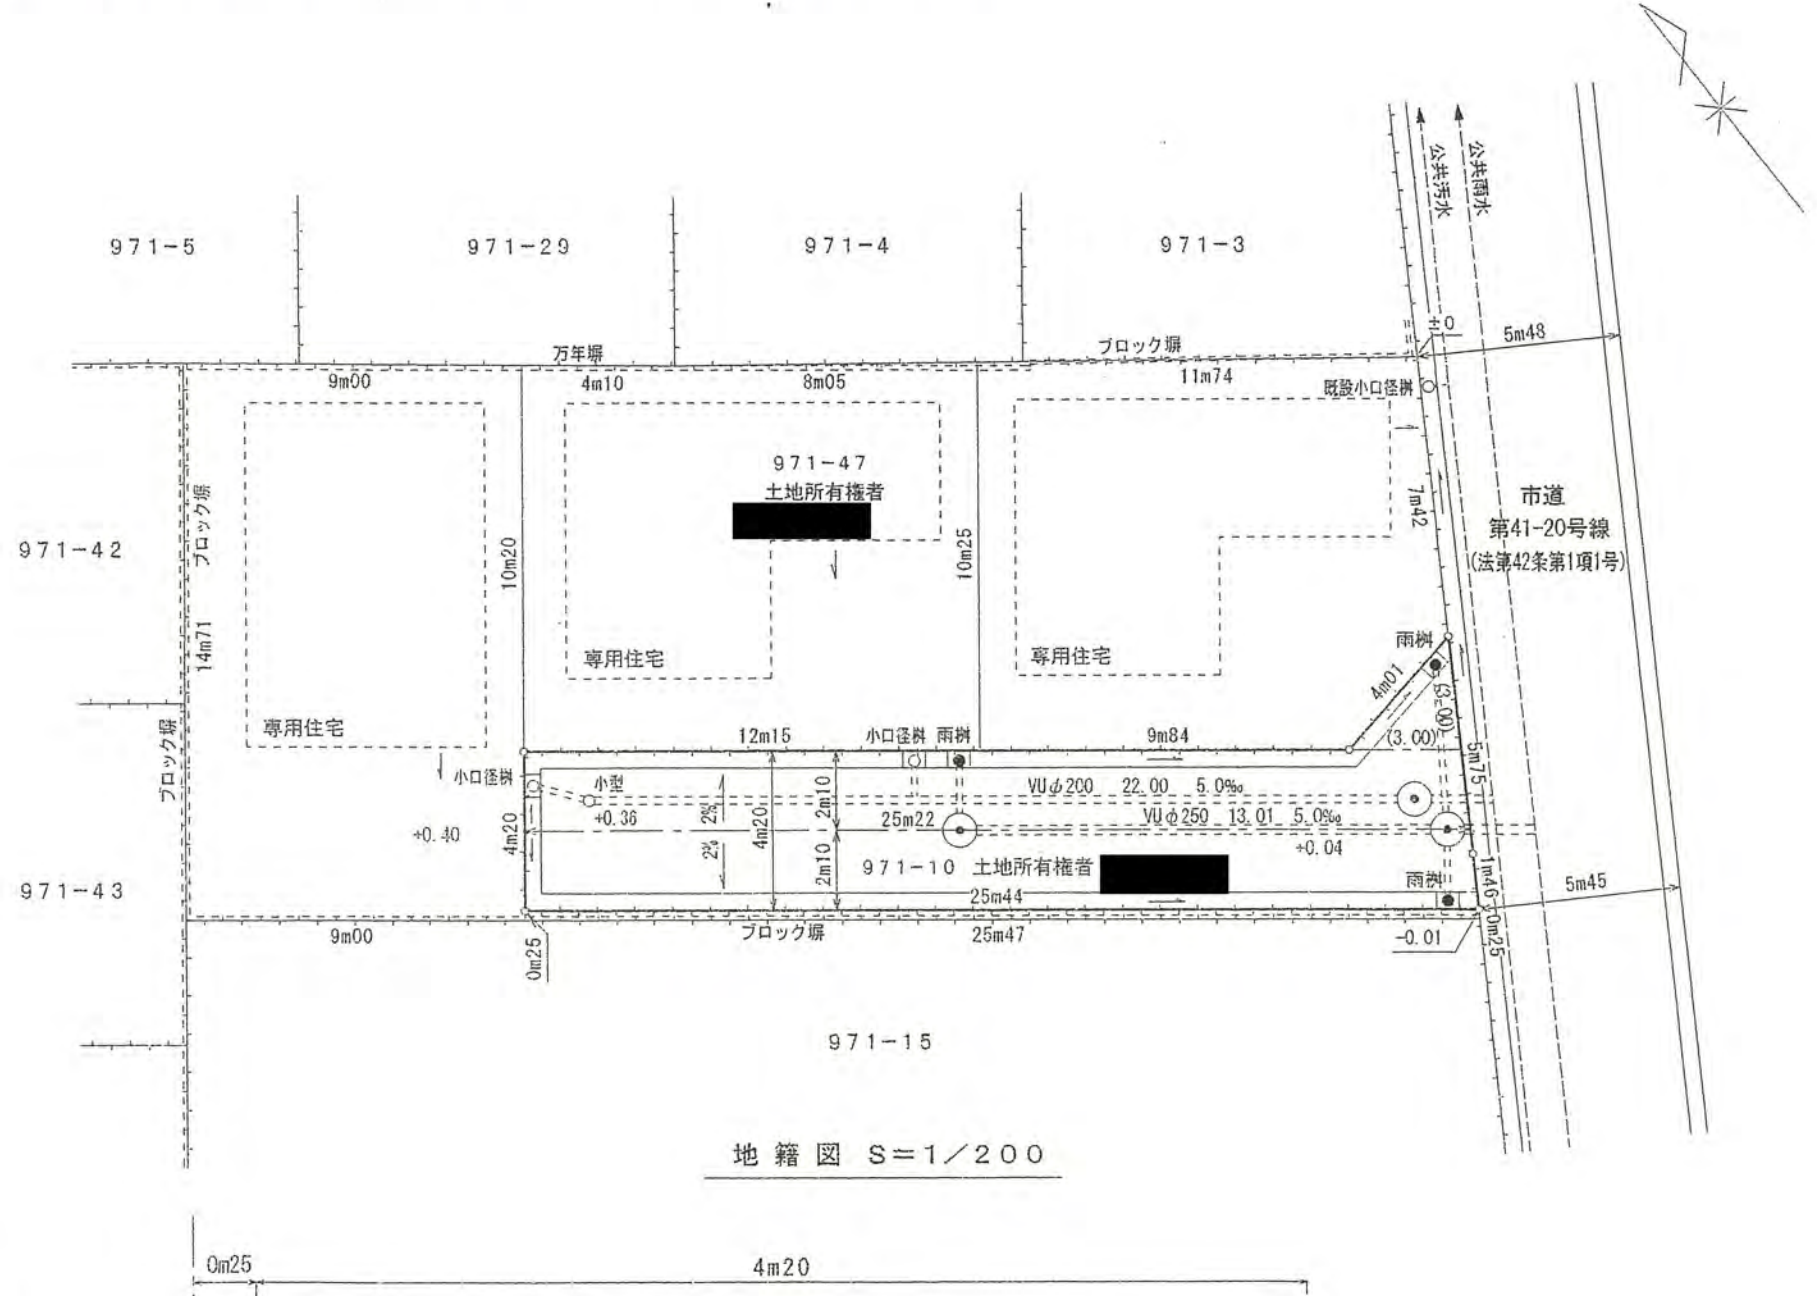 公共汚水
公共雨水
971-5
971-29
971-4
971-3
±0
5m48
万年塀
ブロック塀
9m00
4m10
8m05
11m74
既設小口径桝
971-47
土地所有権者
市道
第41-20号線
(法第42条第1項1号)
7m42
971-42
ブロック塀
10m20
10m25
14m71
雨桝
専用住宅
専用住宅
4m01
(3.00)
専用住宅
ブロック塀
12m15
小口径桝
雨桝
9m84
(3.00)
5m75
小口径桝
小型
VUφ200 22.00 5.0‰
+0.36
2%
4m20
2m10
25m22
VUφ250 13.01 5.0‰
+0.40
4m20
+0.04
2%
2m10
971-10 土地所有権者
971-43
25m44
雨桝
1m46
5m45
9m00
0m25
ブロック塀
25m47
-0.01
0m25
971-15
地籍図 S=1/200
0m25
4m20